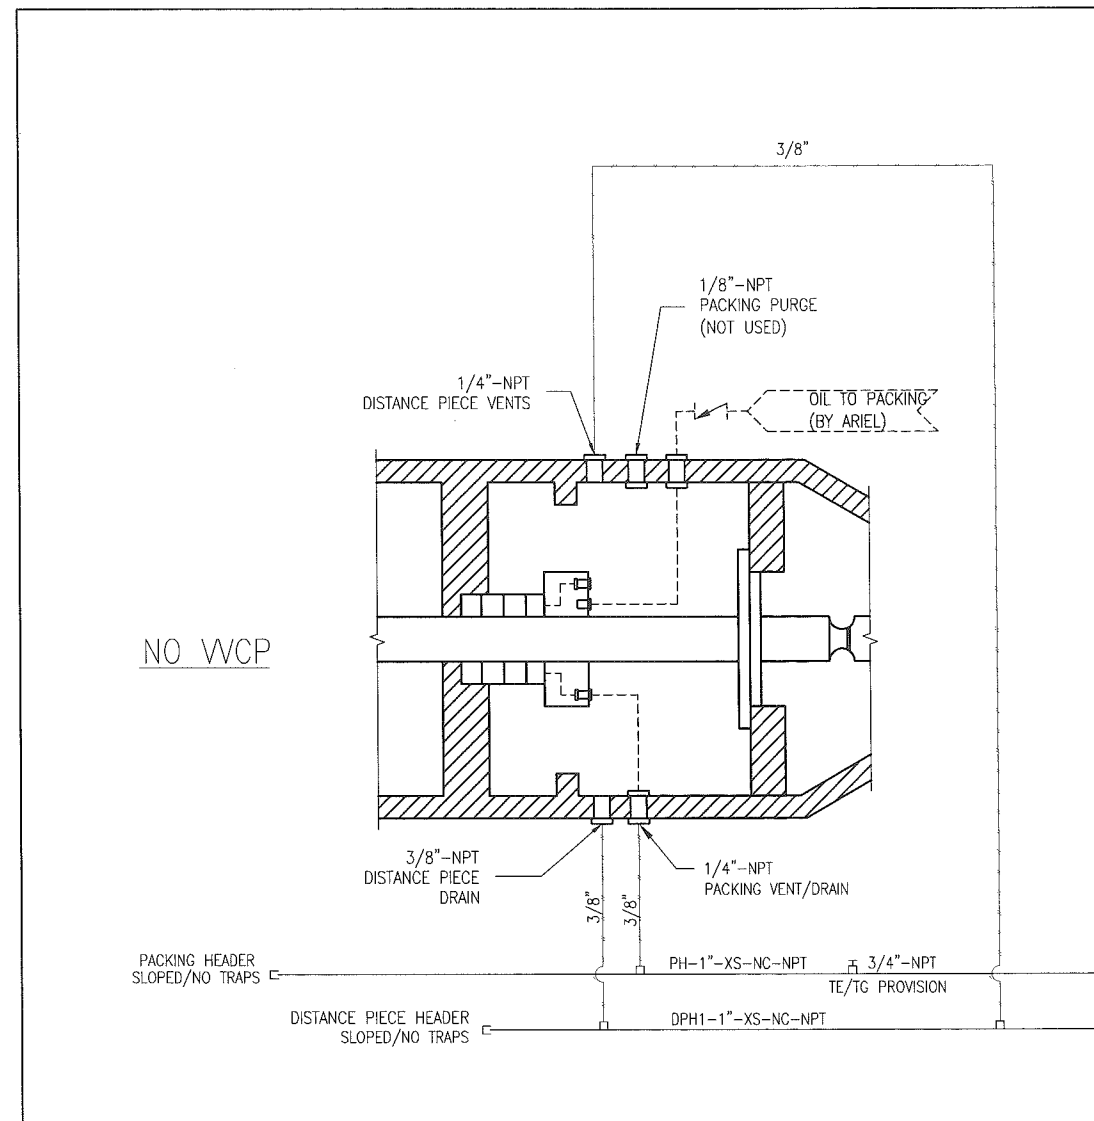 3/8"
1/8"-NPT
PACKING PURGE
(NOT USED)
1/4"-NPT
DISTANCE PIECE VENTS
OIL TO PACKING
(BY ARIEL)
NO VVCP
3/8"-NPT
DISTANCE PIECE
DRAIN
1/4"-NPT
PACKING VENT/DRAIN
3/8"
3/8"
PACKING HEADER
SLOPED/NO TRAPS
PH-1"-XS-NC-NPT
3/4"-NPT
TE/TG PROVISION
DISTANCE PIECE HEADER
SLOPED/NO TRAPS
DPH1-1"-XS-NC-NPT